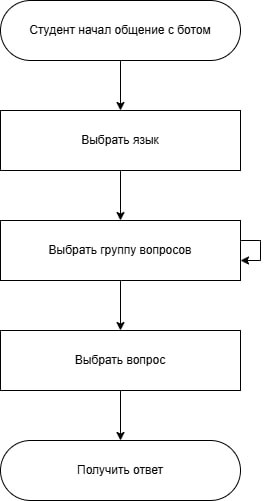 Студент начал общение с ботом
Выбрать язык
Выбрать группу вопросов
Выбрать вопрос
Получить ответ